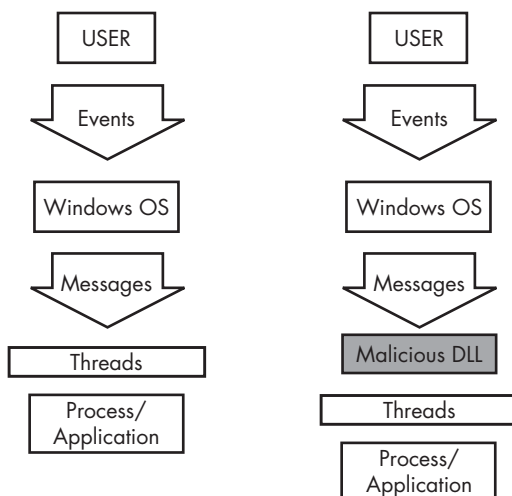 USER
Events
Windows OS
Messages
Threads
Process/
Application
USER
Events
Windows OS
Messages
Malicious DLL
Threads
Process/
Application